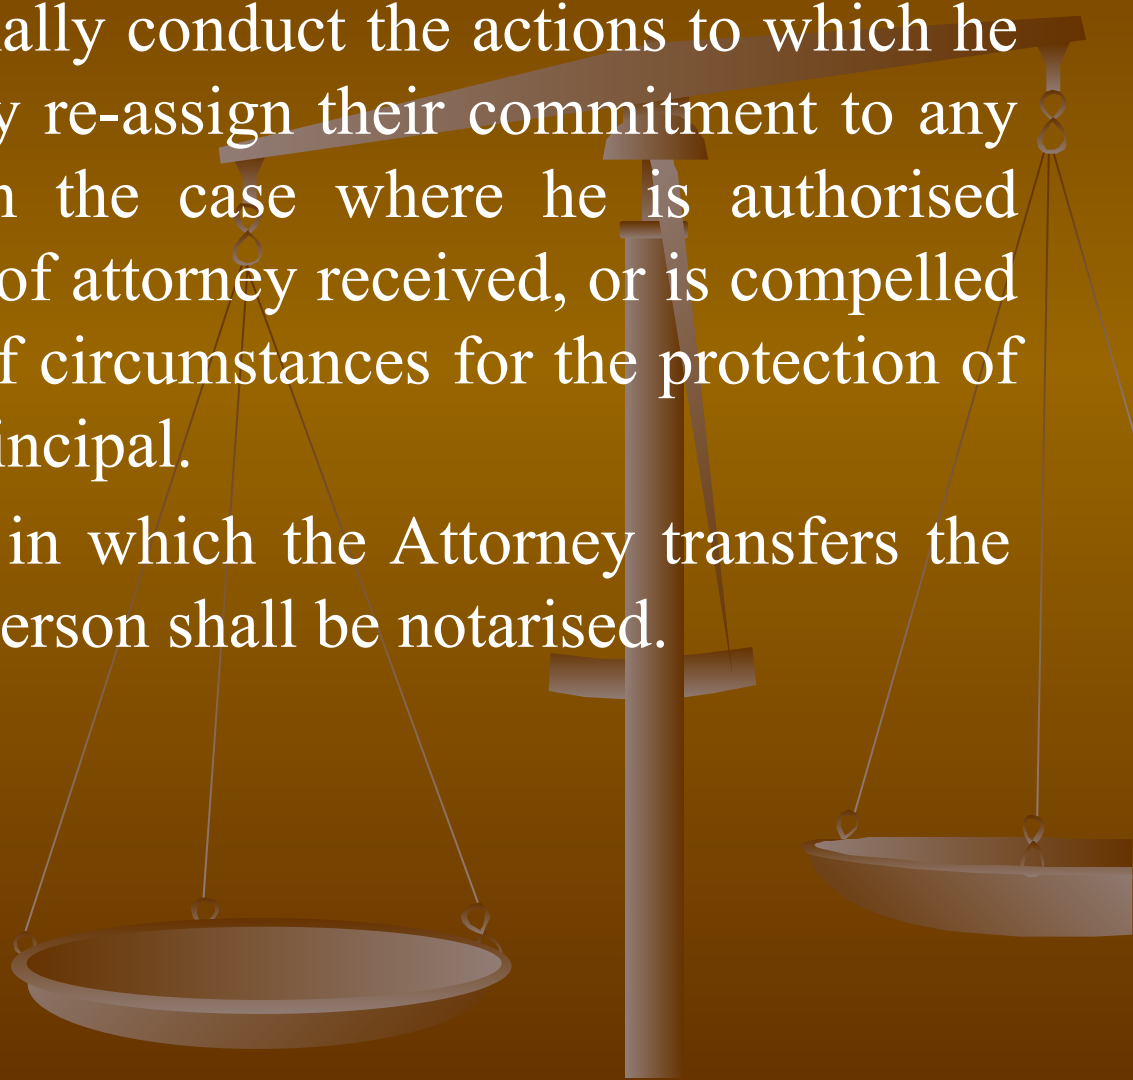 ally conduct the actions to which he
y re-assign their commitment to any
n the case where he is authorised
of attorney received, or is compelled
f circumstances for the protection of
incipal.
in which the Attorney transfers the
erson shall be notarised.